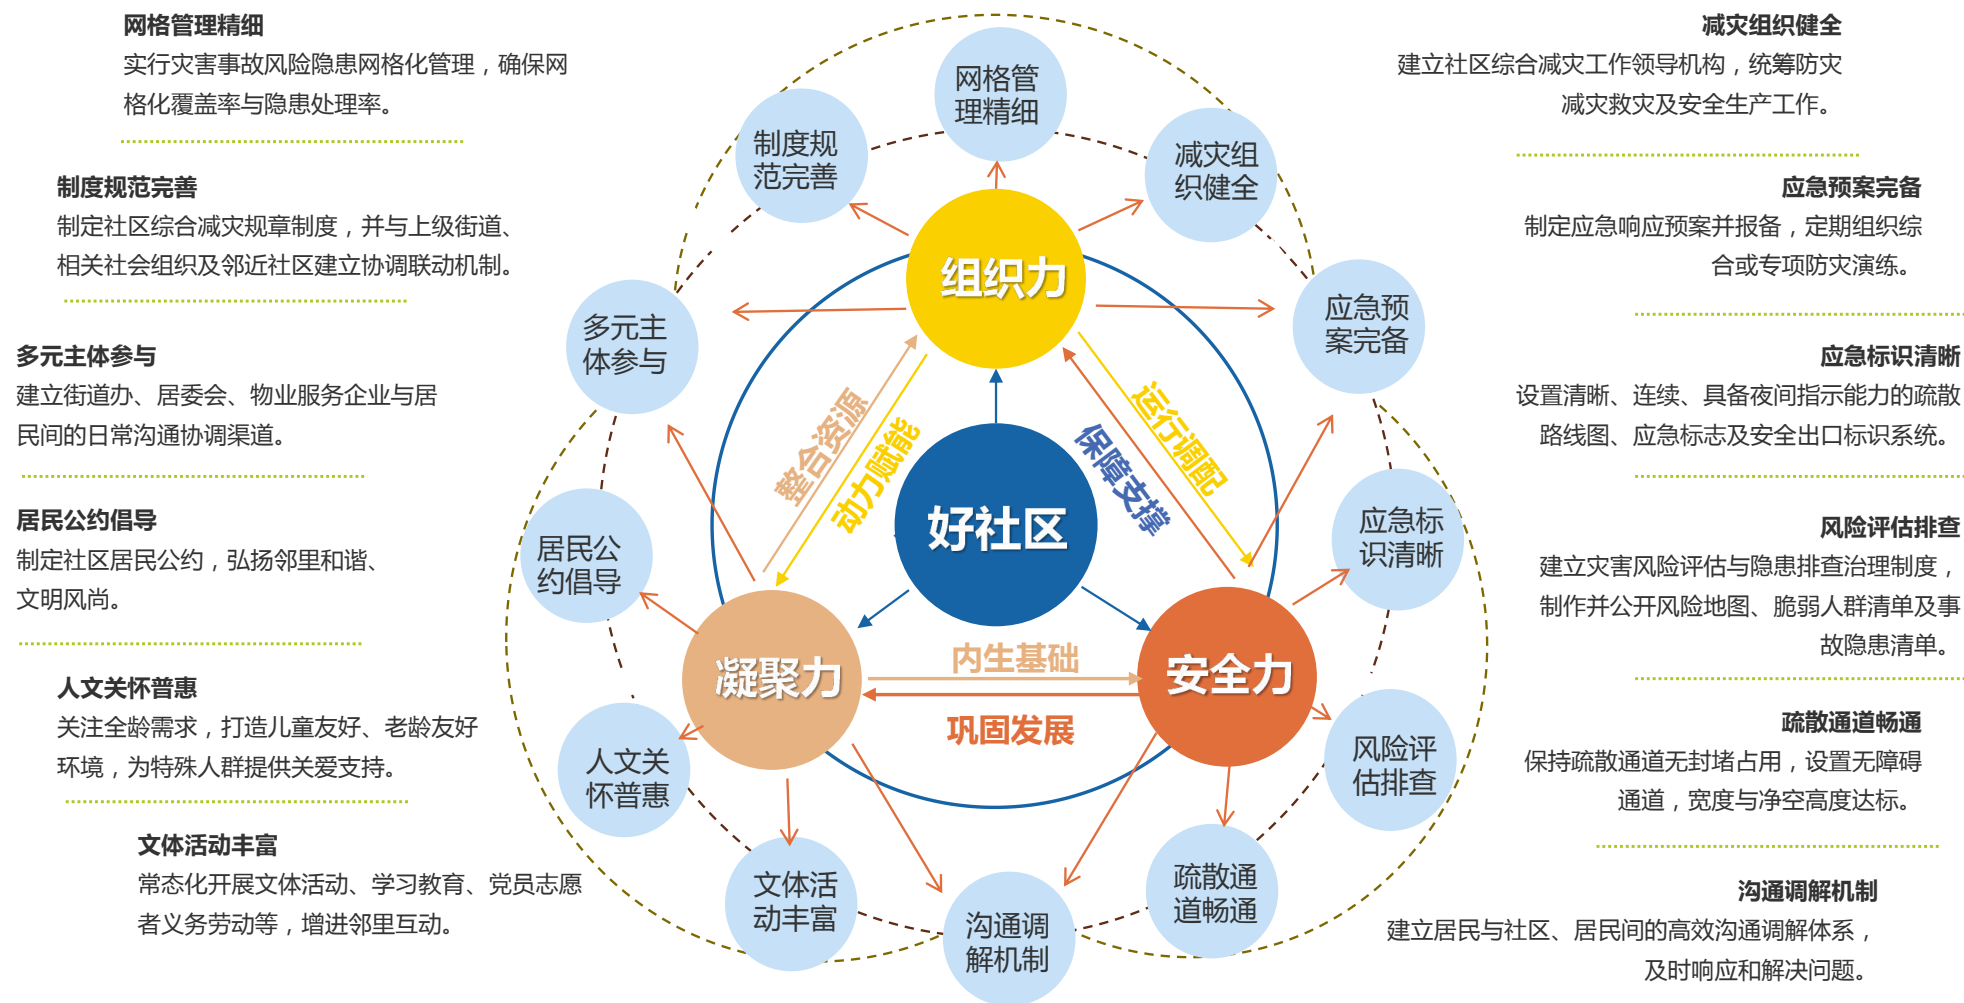 网格管理精细
实行灾害事故风险隐患网格化管理，确保网
格化覆盖率与隐患处理率。
制度规范完善
制定社区综合减灾规章制度，并与上级街道、
相关社会组织及邻近社区建立协调联动机制。
多元主体参与
建立街道办、居委会、物业服务企业与居
民间的日常沟通协调渠道。
居民公约倡导
制定社区居民公约，弘扬邻里和谐、
文明风尚。
人文关怀普惠
关注全龄需求，打造儿童友好、老龄友好
环境，为特殊人群提供关爱支持。
文体活动丰富
常态化开展文体活动、学习教育、党员志愿
者义务劳动等，增进邻里互动。
网格管
理精细
制度规
范完善
减灾组
织健全
组织力
多元主
体参与
应急预
案完备
整合资源
动力赋能
运行调配
保障支撑
好社区
居民公
约倡导
应急标
识清晰
凝聚力
内生基础
巩固发展
安全力
人文关
怀普惠
风险评
估排查
文体活
动丰富
沟通调
解机制
疏散通
道畅通
减灾组织健全
建立社区综合减灾工作领导机构，统筹防灾
减灾救灾及安全生产工作。
应急预案完备
制定应急响应预案并报备，定期组织综
合或专项防灾演练。
应急标识清晰
设置清晰、连续、具备夜间指示能力的疏散
路线图、应急标志及安全出口标识系统。
风险评估排查
建立灾害风险评估与隐患排查治理制度，
制作并公开风险地图、脆弱人群清单及事
故隐患清单。
疏散通道畅通
保持疏散通道无封堵占用，设置无障碍
通道，宽度与净空高度达标。
沟通调解机制
建立居民与社区、居民间的高效沟通调解体系，
及时响应和解决问题。